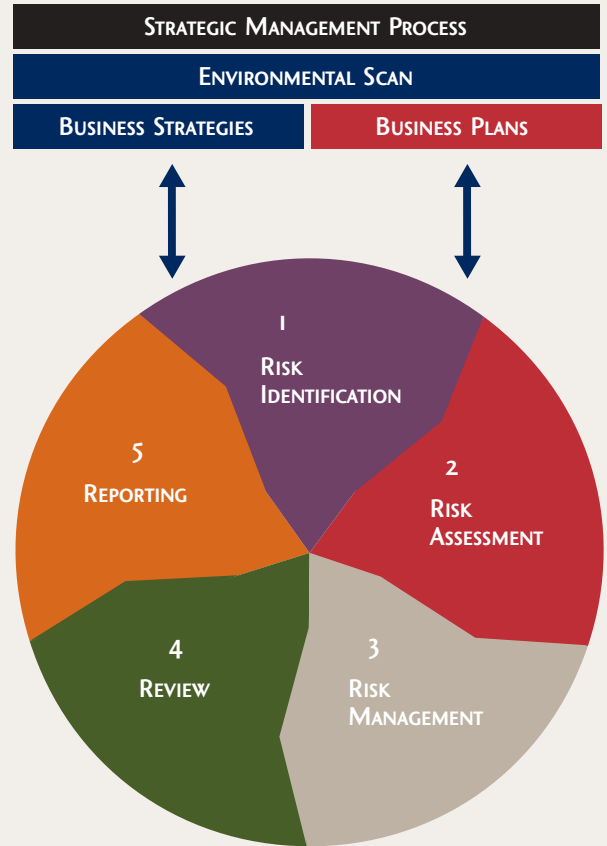 Strategic Management Process
Environmental Scan
Business Strategies
Business Plans
1
Risk
Identification
2
Risk
Assessment
3
Risk
Management
4
Review
5
Reporting